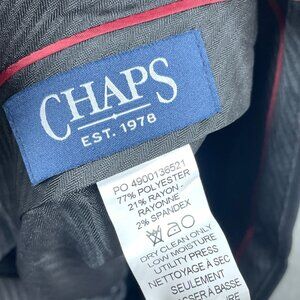 CHAPS
EST. 1978
PO 4900136521
77% POLYESTER
21% RAYON -
RAYONNE
2% SPANDEX
DRY CLEAN ONLY
LOW MOISTURE
UTILITY PRESS
NETTOYAGE À SEC
SEULEMENT
À BASSE